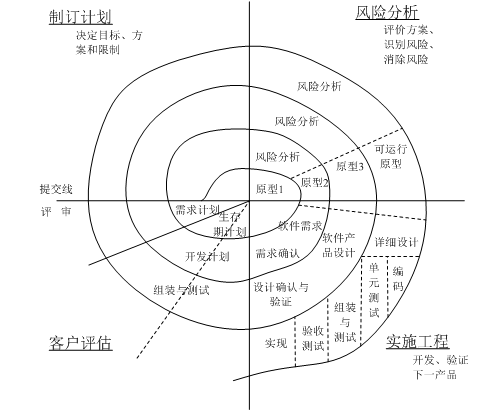 制订计划
决定目标、方
案和限制
风险分析
评价方案、
识别风险、
消除风险
风险分析
风险分析
风险分析
可运行
原型
原型3
原型2
原型1
提交线
评 审
需求计划
生存
期计划
开发计划
组装与测试
软件需求
需求确认
软件产
品设计
设计确认与
验证
详细设计
单元测试
编码
组装与测试
验收
测试
实现
客户评估
实施工程
开发、验证
下一产品